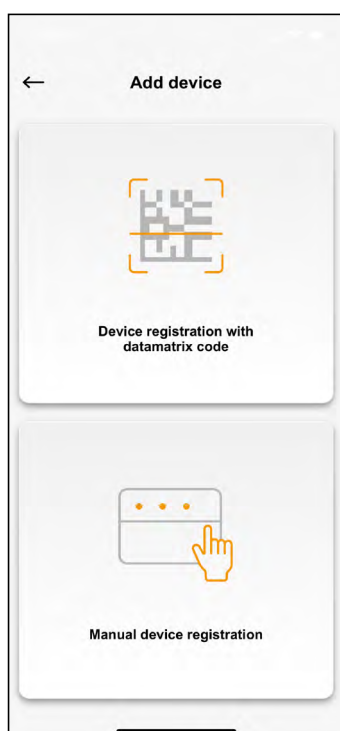 Add device
Device registration with
datamatrix code
Manual device registration